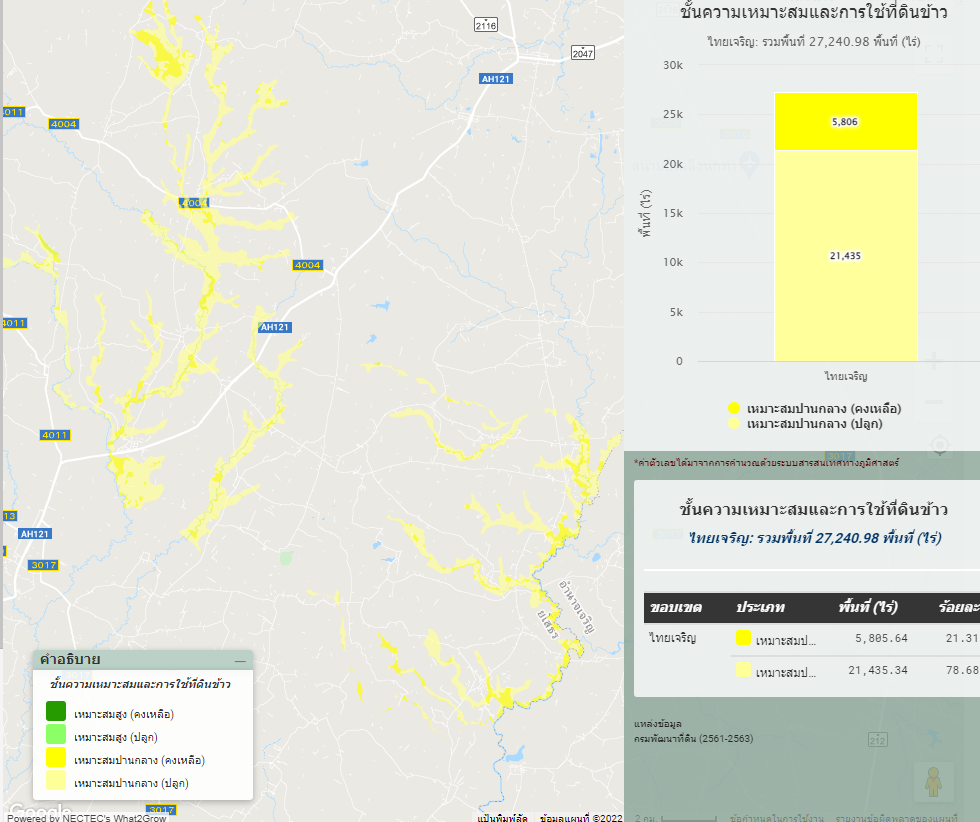 2116
2047
AH121
4011
4004
4004
4004
4011
AH121
4011
13
AH121
3017
อำนาจเจริญ
ยโสธร
คำอธิบาย
ชั้นความเหมาะสมและการใช้ที่ดินข้าว
เหมาะสมสูง (คงเหลือ)
เหมาะสมสูง (ปลูก)
เหมาะสมปานกลาง (คงเหลือ)
เหมาะสมปานกลาง (ปลูก)
3017
Google
Powered by NECTEC's What2Grow
แป้นพิมพ์ลัด ข้อมูลแผนที่ ©2022
ชั้นความเหมาะสมและการใช้ที่ดินข้าว
ไทยเจริญ: รวมพื้นที่ 27,240.98 พื้นที่ (ไร่)
30k
25k
20k
15k
10k
5k
0
พื้นที่ (ไร่)
5,806
21,435
ไทยเจริญ
เหมาะสมปานกลาง (คงเหลือ)
เหมาะสมปานกลาง (ปลูก)
3017
*ค่าตัวเลขได้มาจากการคำนวณด้วยระบบสารสนเทศทางภูมิศาสตร์
ชั้นความเหมาะสมและการใช้ที่ดินข้าว
ไทยเจริญ: รวมพื้นที่ 27,240.98 พื้นที่ (ไร่)
ขอบเขต ประเภท พื้นที่ (ไร่) ร้อยละ
ไทยเจริญ เหมาะสมป... 5,805.64 21.31
เหมาะสมป... 21,435.34 78.68
แหล่งข้อมูล
กรมพัฒนาที่ดิน (2561-2563)
212
2 กม. ข้อกำหนดในการใช้งาน รายงานข้อผิดพลาดของแผนที่